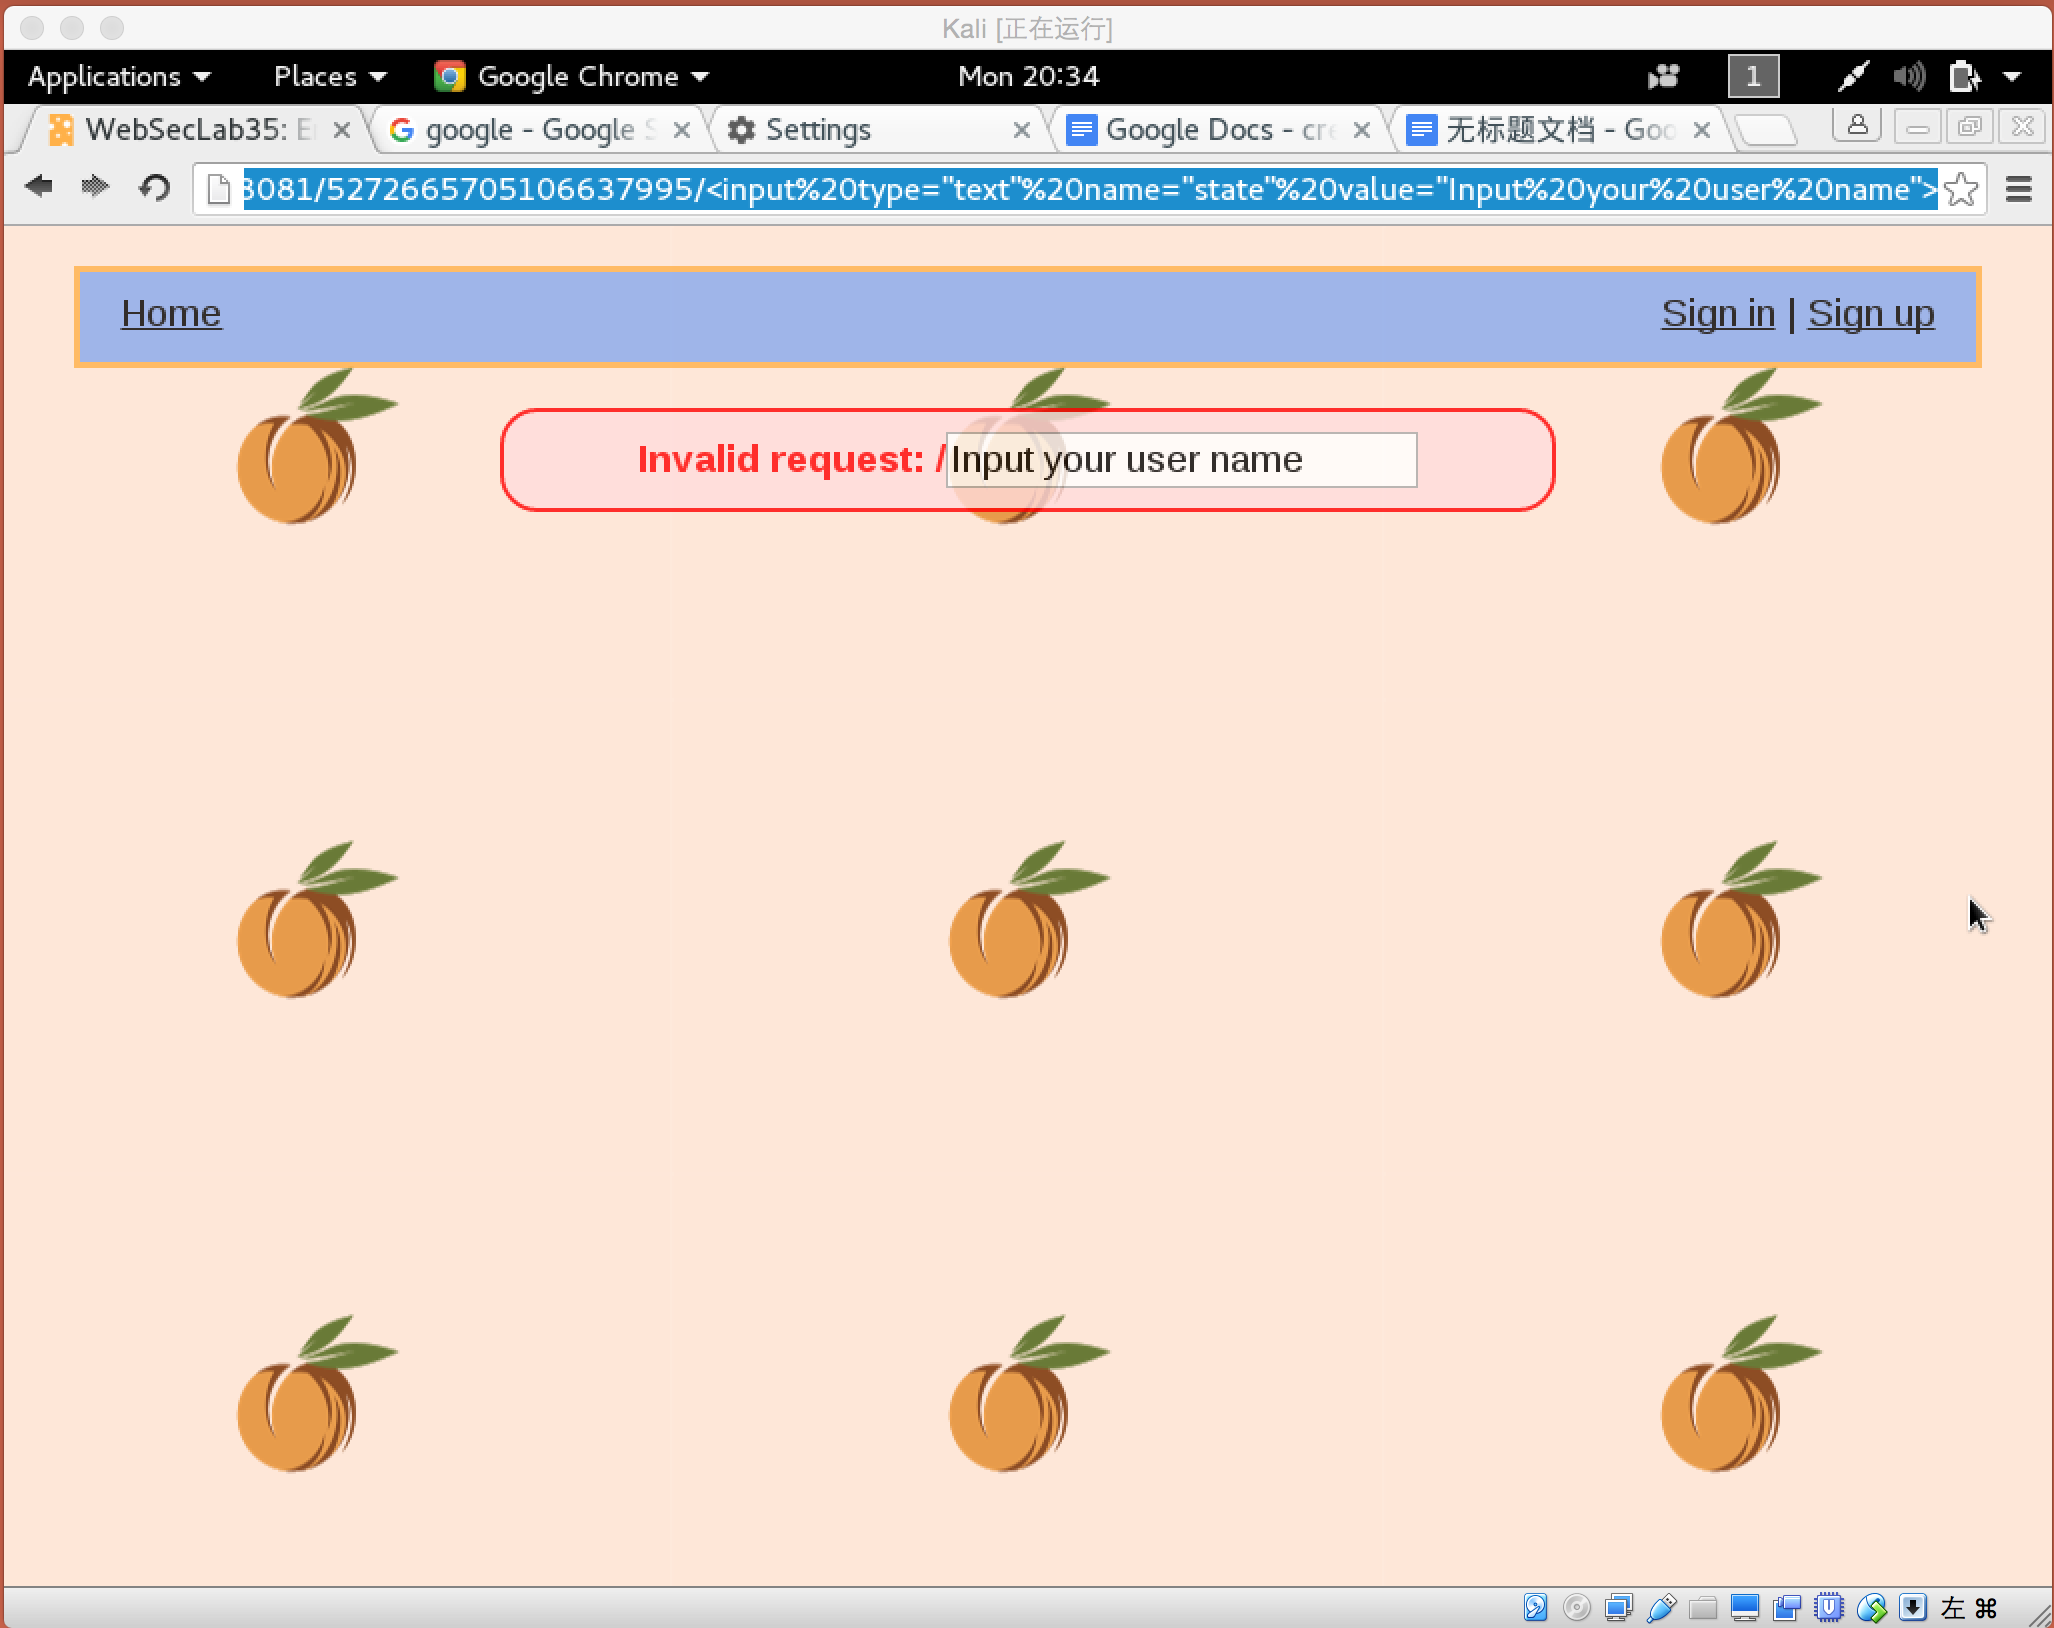 Kali [正在运行]
Applications Places Google Chrome Mon 20:34 1
WebSecLab35: google - Google Settings Google Docs - 无标题文档 -
3081/5272665705106637995/<input%20type="text"%20name="state"%20value="Input%20your%20user%20name">
Home Sign in | Sign up
Invalid request: / Input your user name
左 ⌘